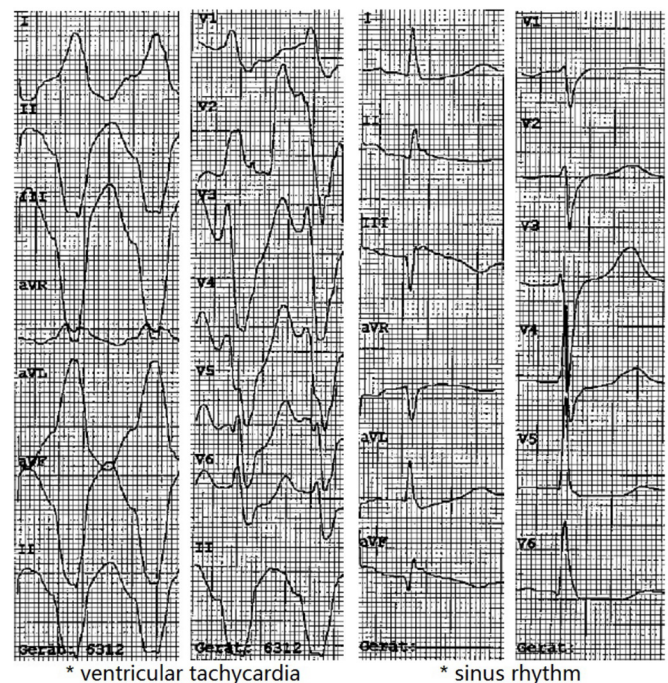 I
II
III
aVR
aVL
aVF
II
Gerät: 6312
V1
V2
V3
V4
V5
V6
II
Gerät: 6312
I
II
III
aVR
aVL
aVF
Gerät:
V1
V2
V3
V4
V5
V6
Gerät:
* ventricular tachycardia
* sinus rhythm